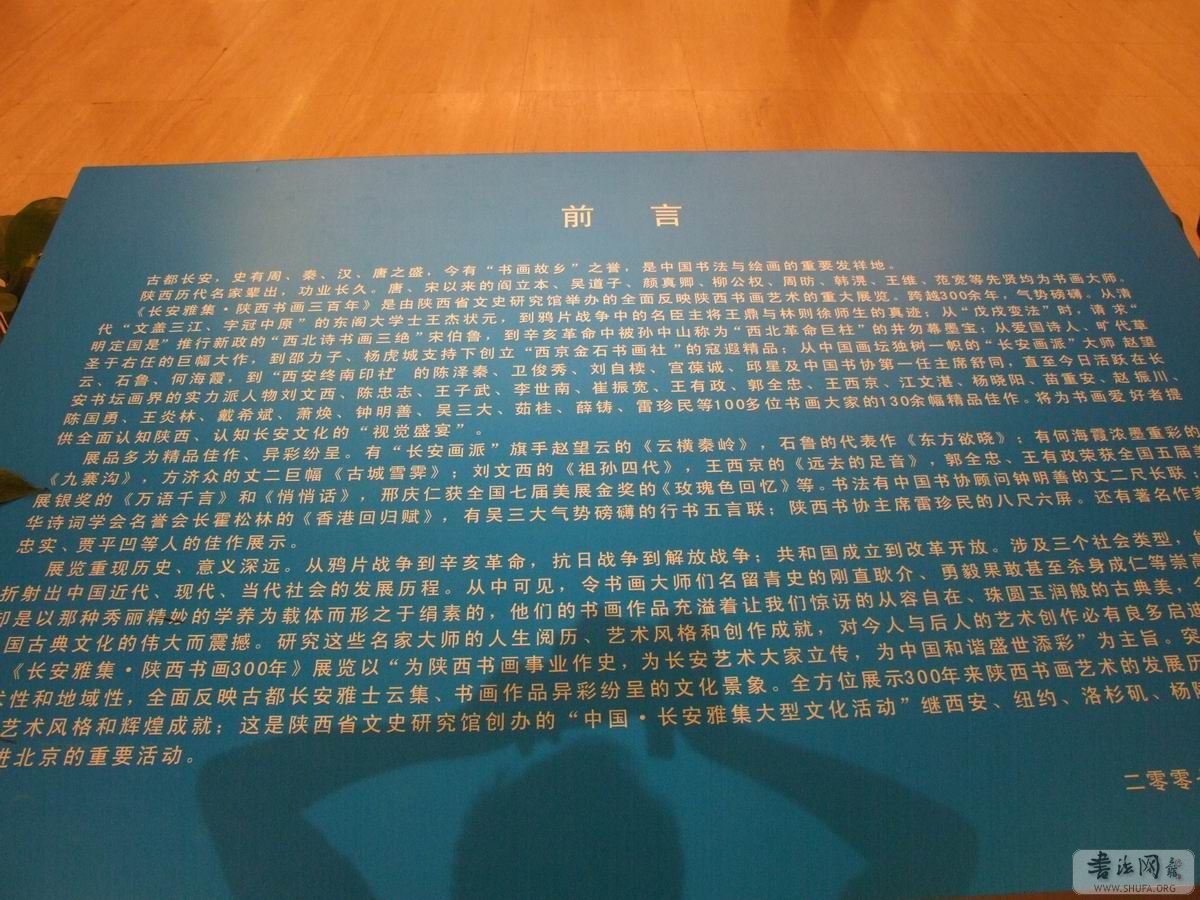 前 言
古都长安，史有周、秦、汉、唐之盛，今有“书画故乡”之誉，是中国书法与绘画的重要发祥地。
陕西历代名家辈出，功业长久。唐、宋以来的阎立本、吴道子、颜真卿、柳公权、周昉、韩滉、王维、范宽等先贤均为书画大师。
《长安雅集·陕西书画三百年》是由陕西省文史研究馆举办的全面反映陕西书画艺术的重大展览。跨越300余年，气势磅礴。从清
代“文盖三江、字冠中原”的东阁大学士王杰状元，到鸦片战争中的名臣主将王鼎与林则徐师生的真迹；从“戊戌变法”时，请求“
明定国是”推行新政的“西北诗书画三绝”宋伯鲁，到辛亥革命中被孙中山称为“西北革命巨柱”的井勿幕墨宝；从爱国诗人、旷代草
圣于右任的巨幅大作，到邵力子、杨虎城支持下创立“西京金石书画社”的寇遐精品；从中国画坛独树一帜的“长安画派”大师 赵望
云、石鲁、何海霞，到“西安终南印社”的陈泽秦、卫俊秀、刘自椟、宫葆诚、邱星及中国书协第一任主席舒同，直至今日活跃在长
安书坛画界的实力派人物刘文西、陈忠志、王子武、李世南、崔振宽、王有政、郭全忠、王西京、江文湛、杨晓阳、苗重安、赵振川、
陈国勇、王炎林、戴希斌、萧焕、钟明善、吴三大、茹桂、薛铸、雷珍民等100多位书画大家的130余幅精品佳作。将为书画爱好者提
供全面认知陕西、认知长安文化的“视觉盛宴”。
展品多为精品佳作、异彩纷呈。有“长安画派”旗手赵望云的《云横秦岭》，石鲁的代表作《东方欲晓》；有何海霞浓墨重彩的
《九寨沟》，方济众的丈二巨幅《古城雪霁》；刘文西的《祖孙四代》，王西京的《远去的足音》，郭全忠、王有政荣获全国五届美
展银奖的《万语千言》和《悄悄话》，邢庆仁获全国七届美展金奖的《玫瑰色回忆》等。书法有中国书协顾问钟明善的丈二尺长联，
华诗词学会名誉会长霍松林的《香港回归赋》，有吴三大气势磅礴的行书五言联；陕西书协主席雷珍民的八尺六屏。还有著名作
忠实、贾平凹等人的佳作展示。
展览重现历史、意义深远。从鸦片战争到辛亥革命，抗日战争到解放战争；共和国成立到改革开放。涉及三个社会类型，
折射出中国近代、现代、当代社会的发展历程。从中可见，令书画大师们名留青史的刚直耿介、勇毅果敢甚至杀身成仁等崇
却是以那种秀丽精妙的学养为载体而形之于绢素的，他们的书画作品充溢着让我们惊讶的从容自在、珠圆玉润般的古典美，
国古典文化的伟大而震撼。研究这些名家大师的人生阅历、艺术风格和创作成就，对今人与后人的艺术创作必有良多启
《长安雅集·陕西书画300年》展览以“为陕西书画事业作史，为长安艺术大家立传，为中国和谐盛世添彩”为主旨。突
术性和地域性，全面反映古都长安雅士云集、书画作品异彩纷呈的文化景象。全方位展示300年来陕西书画艺术的发展历
艺术风格和辉煌成就；这是陕西省文史研究馆创办的“中国·长安雅集大型文化活动”继西安、纽约、洛杉矶、杨
进北京的重要活动。
二零零
书法网
WWW.SHUFA.ORG